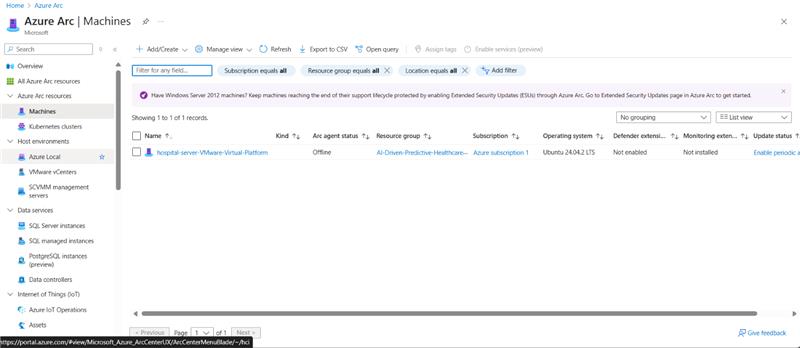 Home > Azure Arc >
Azure Arc | Machines
Microsoft
Search
Overview
All Azure Arc resources
Azure Arc resources
Machines
Kubernetes clusters
Host environments
Azure Local
VMware vCenters
SCVMM management
servers
Data services
SQL Server instances
SQL managed instances
PostgreSQL instances
(preview)
Data controllers
Internet of Things (IoT)
Azure IoT Operations
Assets
Add/Create Manage view Refresh Export to CSV Open query Assign tags Enable services (preview)
Filter for any field... Subscription equals all Resource group equals all Location equals all Add filter
Have Windows Server 2012 machines? Keep machines reaching the end of their support lifecycle protected by enabling Extended Security Updates (ESUs) through Azure Arc. Go to Extended Security Updates page in Azure Arc to get started.
Showing 1 to 1 of 1 records.
No grouping List view
Name Kind Arc agent status Resource group Subscription Operating system Defender extensi... Monitoring exten... Update status
hospital-server-VMware-Virtual-Platform Offline AI-Driven-Predictive-Healthcare-... Azure subscription 1 Ubuntu 24.04.2 LTS Not enabled Not installed Enable periodic a
< Previous Page 1 of 1 Next >
Give feedback
https://portal.azure.com/#view/Microsoft_Azure_ArcCenterUX/ArcCenterMenuBlade/~/hci